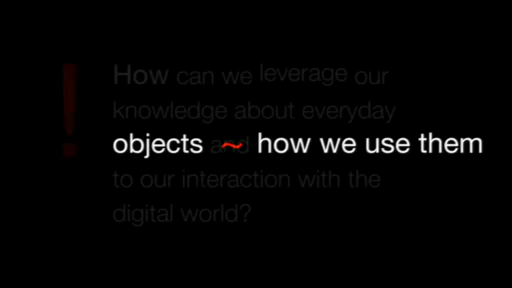 !
How can we leverage our
knowledge about everyday
objects and ~ how we use them
to our interaction with the
digital world?